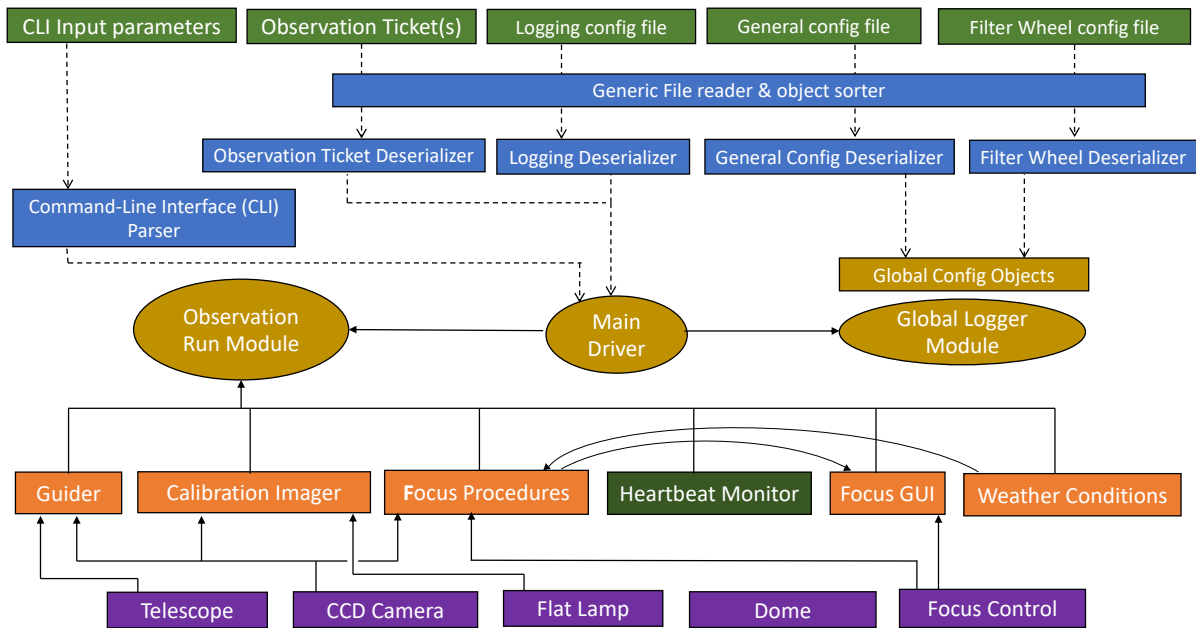 CLI Input parameters
Observation Ticket(s)
Logging config file
General config file
Filter Wheel config file
Generic File reader & object sorter
Observation Ticket Deserializer
Logging Deserializer
General Config Deserializer
Filter Wheel Deserializer
Command-Line Interface (CLI)
Parser
Global Config Objects
Observation
Run Module
Main
Driver
Global Logger
Module
Guider
Calibration Imager
Focus Procedures
Heartbeat Monitor
Focus GUI
Weather Conditions
Telescope
CCD Camera
Flat Lamp
Dome
Focus Control